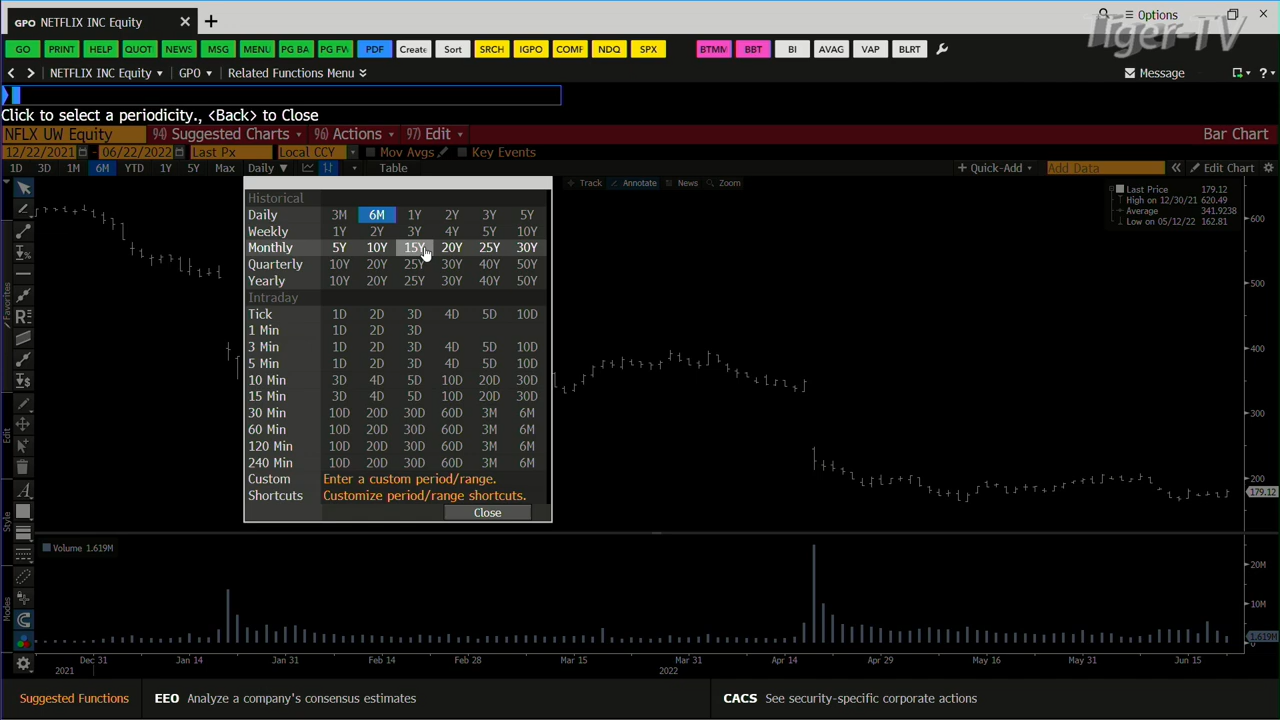 GPO NETFLIX INC Equity
Options
Tiger-TV
GO PRINT HELP QUOT NEWS MSG MENU PG BA PG FW PDF Create Sort SRCH IGPO COMF NDQ SPX BTMM BBT BI AVAG VAP BLRT
NETFLIX INC Equity GPO Related Functions Menu Message
Click to select a periodicity., <Back> to Close
NFLX UW Equity 94) Suggested Charts 96) Actions 97) Edit Bar Chart
12/22/2021 - 06/22/2022 Last Px Local CCY Mov Avgs Key Events
1D 3D 1M 6M YTD 1Y 5Y Max Daily Table + Quick-Add Add Data Edit Chart
Track Annotate News Zoom
Last Price 179.12
High on 12/30/21 620.49
Average 341.9238
Low on 05/12/22 162.81
Historical
Daily 3M 6M 1Y 2Y 3Y 5Y
Weekly 1Y 2Y 3Y 4Y 5Y 10Y
Monthly 5Y 10Y 15Y 20Y 25Y 30Y
Quarterly 10Y 20Y 25Y 30Y 40Y 50Y
Yearly 10Y 20Y 25Y 30Y 40Y 50Y
Intraday
Tick 1D 2D 3D 4D 5D 10D
1 Min 1D 2D 3D
3 Min 1D 2D 3D 4D 5D 10D
5 Min 1D 2D 3D 4D 5D 10D
10 Min 3D 4D 5D 10D 20D 30D
15 Min 3D 4D 5D 10D 20D 30D
30 Min 10D 20D 30D 60D 3M 6M
60 Min 10D 20D 30D 60D 3M 6M
120 Min 10D 20D 30D 60D 3M 6M
240 Min 10D 20D 30D 60D 3M 6M
Custom Enter a custom period/range.
Shortcuts Customize period/range shortcuts.
Close
600
500
400
300
200
179.12
Annotations
Edit
Style
Modes
Volume 1.619M
20M
10M
1.619M
0
Dec 31 Jan 14 Jan 31 Feb 14 Feb 28 Mar 15 Mar 31 Apr 14 Apr 29 May 16 May 31 Jun 15
2021 2022
Suggested Functions EEO Analyze a company's consensus estimates CACS See security-specific corporate actions